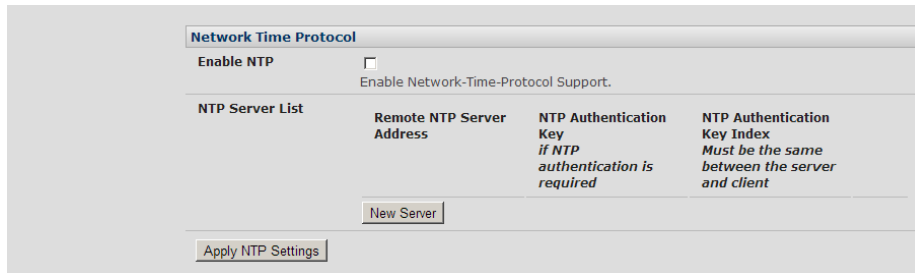 Network Time Protocol
Enable NTP
Enable Network-Time-Protocol Support.
NTP Server List
Remote NTP Server
Address
NTP Authentication
Key
if NTP
authentication is
required
NTP Authentication
Key Index
Must be the same
between the server
and client
New Server
Apply NTP Settings